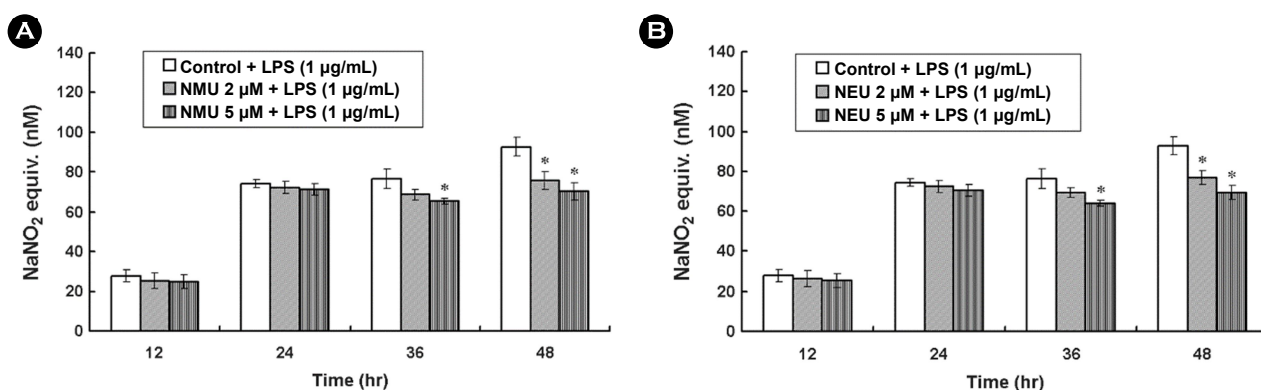 A
NaNO₂ equiv. (nM)
140
120
100
80
60
40
20
0
Control + LPS (1 µg/mL)
NMU 2 µM + LPS (1 µg/mL)
NMU 5 µM + LPS (1 µg/mL)
* * *
12 24 36 48
Time (hr)
B
NaNO₂ equiv. (nM)
140
120
100
80
60
40
20
0
Control + LPS (1 µg/mL)
NEU 2 µM + LPS (1 µg/mL)
NEU 5 µM + LPS (1 µg/mL)
* * *
12 24 36 48
Time (hr)